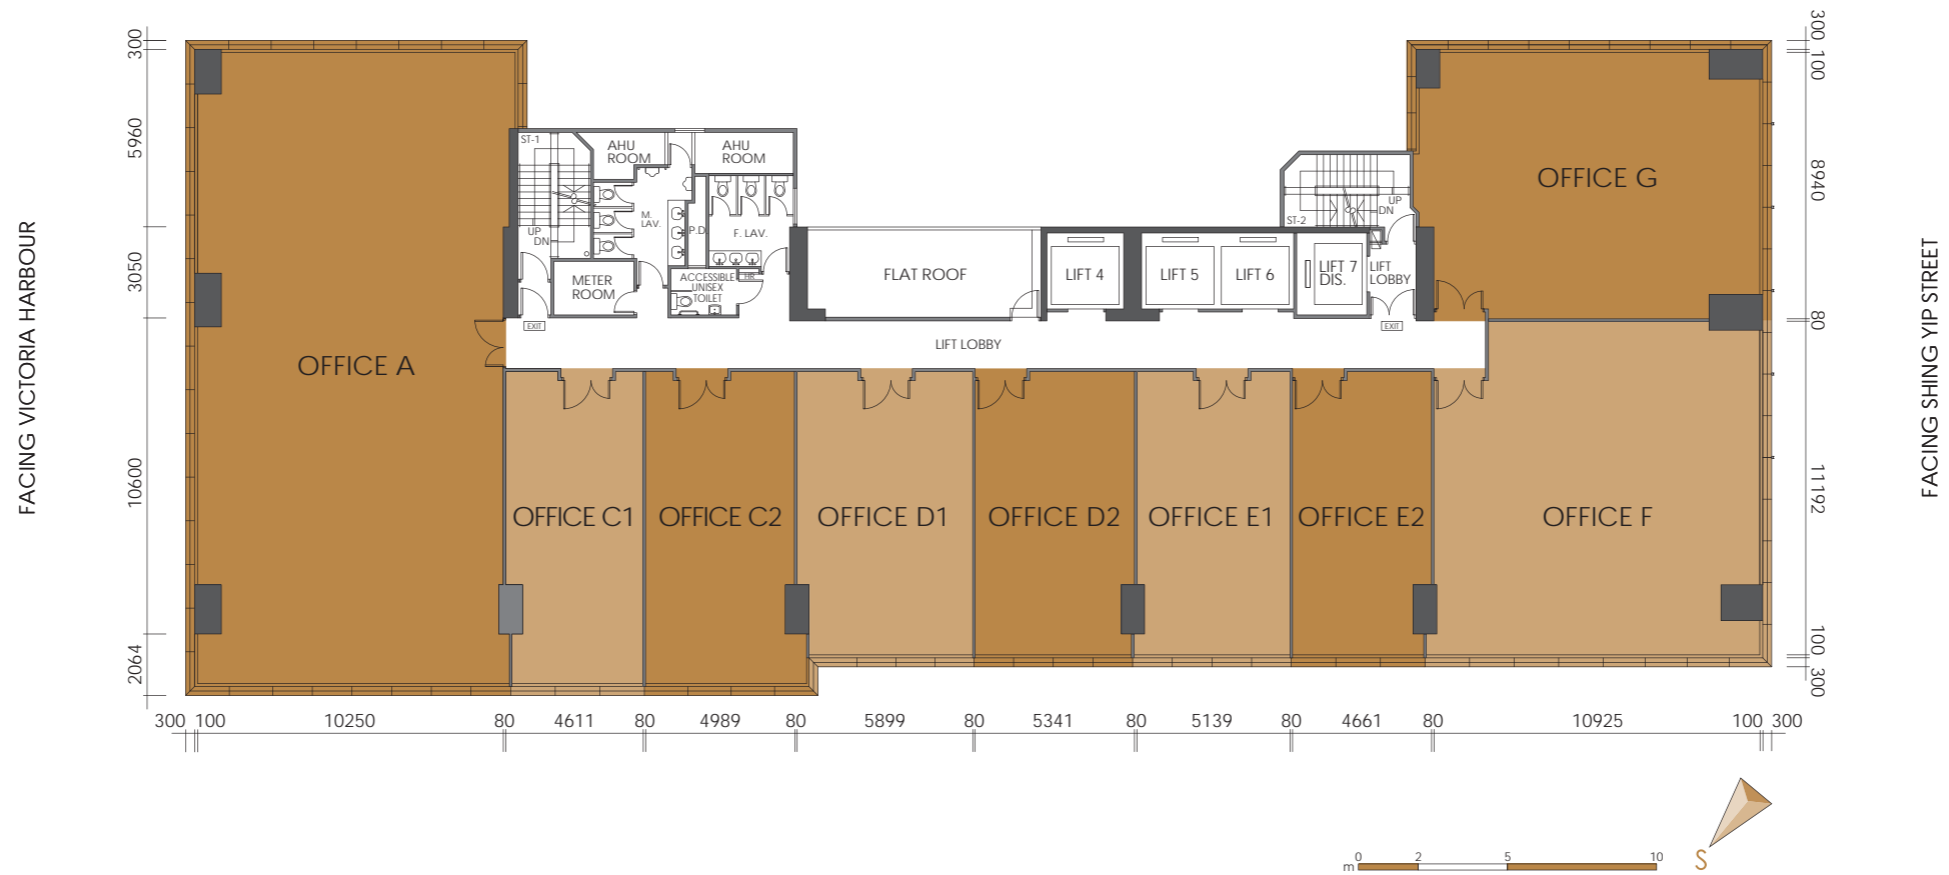 FACING VICTORIA HARBOUR
300
5960
3050
10600
2064
ST-1
AHU
ROOM
AHU
ROOM
M.
LAV.
P.D.
F. LAV.
UP
DN
METER
ROOM
ACCESSIBLE
UNISEX
TOILET
HR
EXIT
FLAT ROOF
LIFT 4
LIFT 5
LIFT 6
LIFT 7
DIS.
LIFT
LOBBY
ST-2
UP
DN
EXIT
LIFT LOBBY
OFFICE A
OFFICE G
OFFICE C1
OFFICE C2
OFFICE D1
OFFICE D2
OFFICE E1
OFFICE E2
OFFICE F
300
100
8940
80
11192
100
300
FACING SHING YIP STREET
300 100 10250 80 4611 80 4989 80 5899 80 5341 80 5139 80 4661 80 10925 100 300
S
m 0 2 5 10